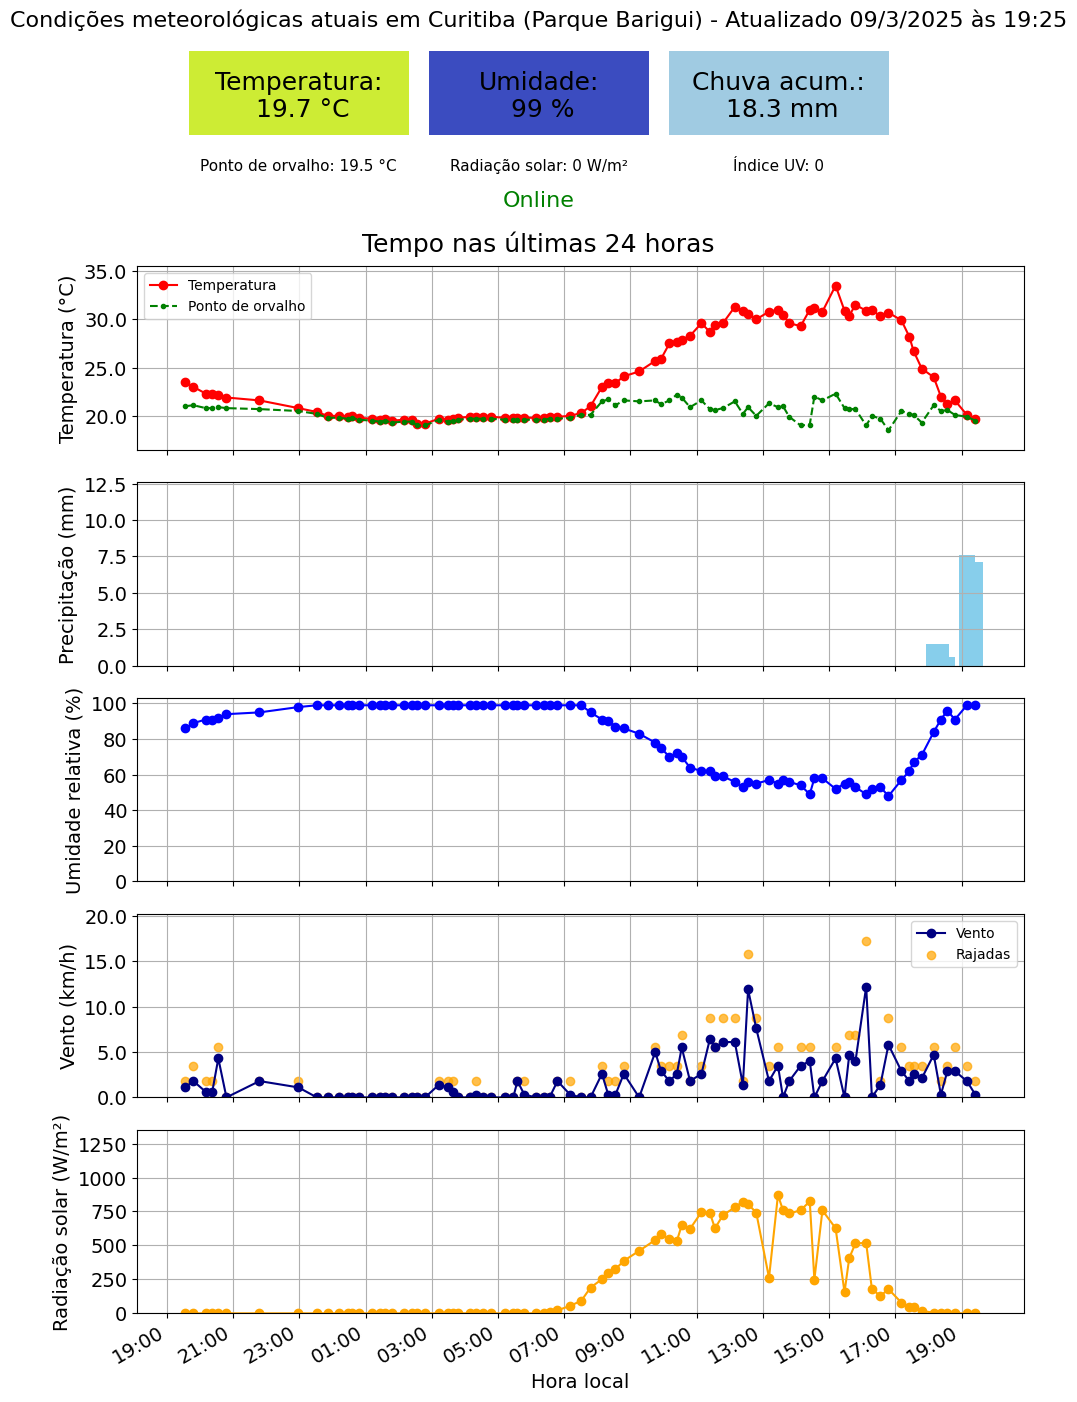 Condições meteorológicas atuais em Curitiba (Parque Barigui) - Atualizado 09/3/2025 às 19:25
Temperatura:
19.7 °C
Umidade:
99 %
Chuva acum.:
18.3 mm
Ponto de orvalho: 19.5 °C
Radiação solar: 0 W/m²
Índice UV: 0
Online
Tempo nas últimas 24 horas
Temperatura (°C)
35.0
30.0
25.0
20.0
Temperatura
Ponto de orvalho
Precipitação (mm)
12.5
10.0
7.5
5.0
2.5
0.0
Umidade relativa (%)
100
80
60
40
20
0
Vento (km/h)
20.0
15.0
10.0
5.0
0.0
Vento
Rajadas
Radiação solar (W/m²)
1250
1000
750
500
250
0
19:00
21:00
23:00
01:00
03:00
05:00
07:00
09:00
11:00
13:00
15:00
17:00
19:00
Hora local